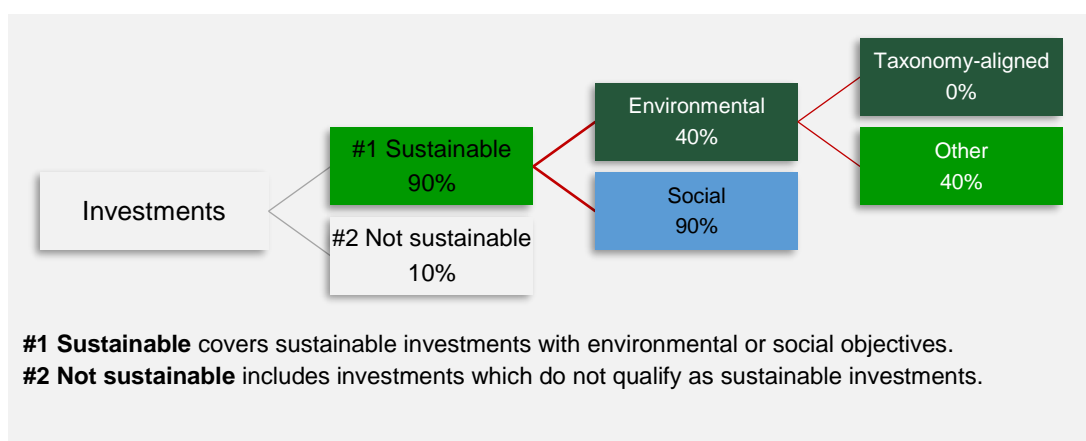 Investments
#1 Sustainable
90%
#2 Not sustainable
10%
Environmental
40%
Social
90%
Taxonomy-aligned
0%
Other
40%
#1 Sustainable covers sustainable investments with environmental or social objectives.
#2 Not sustainable includes investments which do not qualify as sustainable investments.